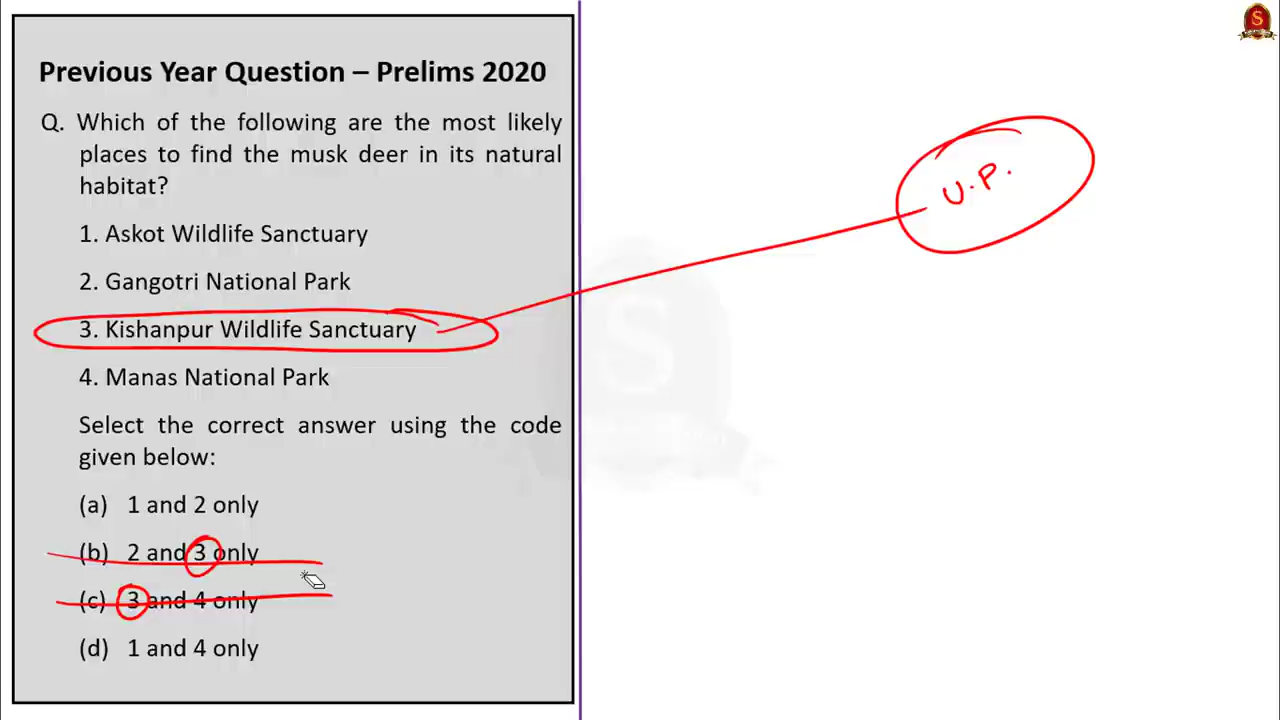 Previous Year Question – Prelims 2020
Q. Which of the following are the most likely
places to find the musk deer in its natural
habitat?
1. Askot Wildlife Sanctuary
2. Gangotri National Park
3. Kishanpur Wildlife Sanctuary
4. Manas National Park
Select the correct answer using the code
given below:
(a) 1 and 2 only
(b) 2 and 3 only
(c) 3 and 4 only
(d) 1 and 4 only
U.P.
S